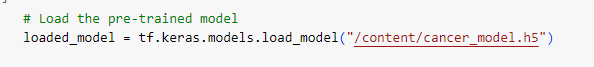 # Load the pre-trained model
loaded_model = tf.keras.models.load_model("/content/cancer_model.h5")